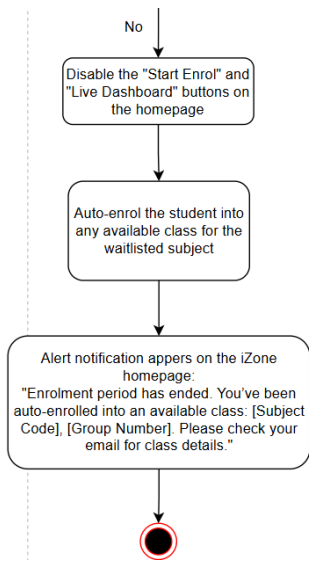 No
Disable the "Start Enrol" and
"Live Dashboard" buttons on
the homepage
Auto-enrol the student into
any available class for the
waitlisted subject
Alert notification appers on the iZone
homepage:
"Enrolment period has ended. You've been
auto-enrolled into an available class: [Subject
Code], [Group Number]. Please check your
email for class details."